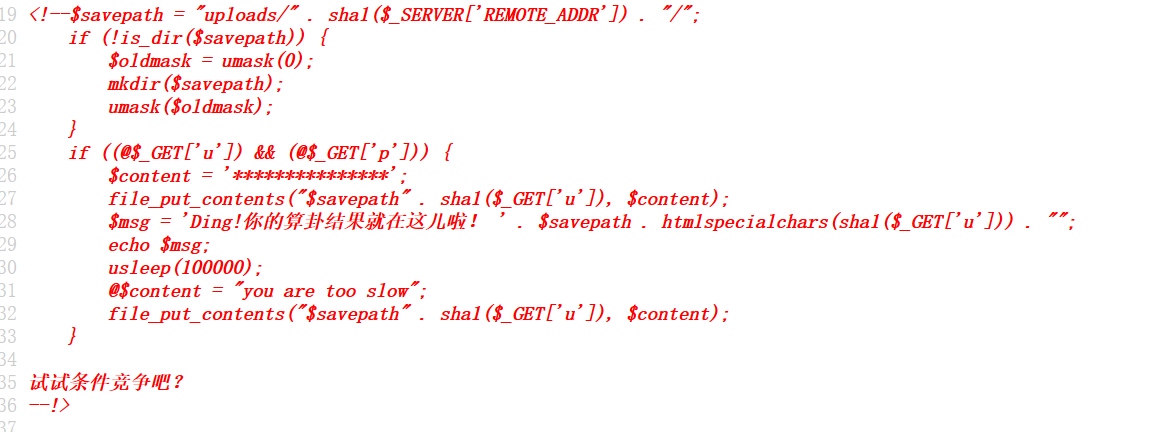 19 <!--$savepath = "uploads/" . sha1($_SERVER['REMOTE_ADDR']) . "/";
20     if (!is_dir($savepath)) {
21         $oldmask = umask(0);
22         mkdir($savepath);
23         umask($oldmask);
24     }
25     if ((@$_GET['u']) && (@$_GET['p'])) {
26         $content = '***************';
27         file_put_contents("$savepath" . sha1($_GET['u']), $content);
28         $msg = 'Ding!你的算卦结果就在这儿啦! ' . $savepath . htmlspecialchars(sha1($_GET['u'])) . "";
29         echo $msg;
30         usleep(100000);
31         @$content = "you are too slow";
32         file_put_contents("$savepath" . sha1($_GET['u']), $content);
33     }
34
35 试试条件竞争吧?
36 --!>
37